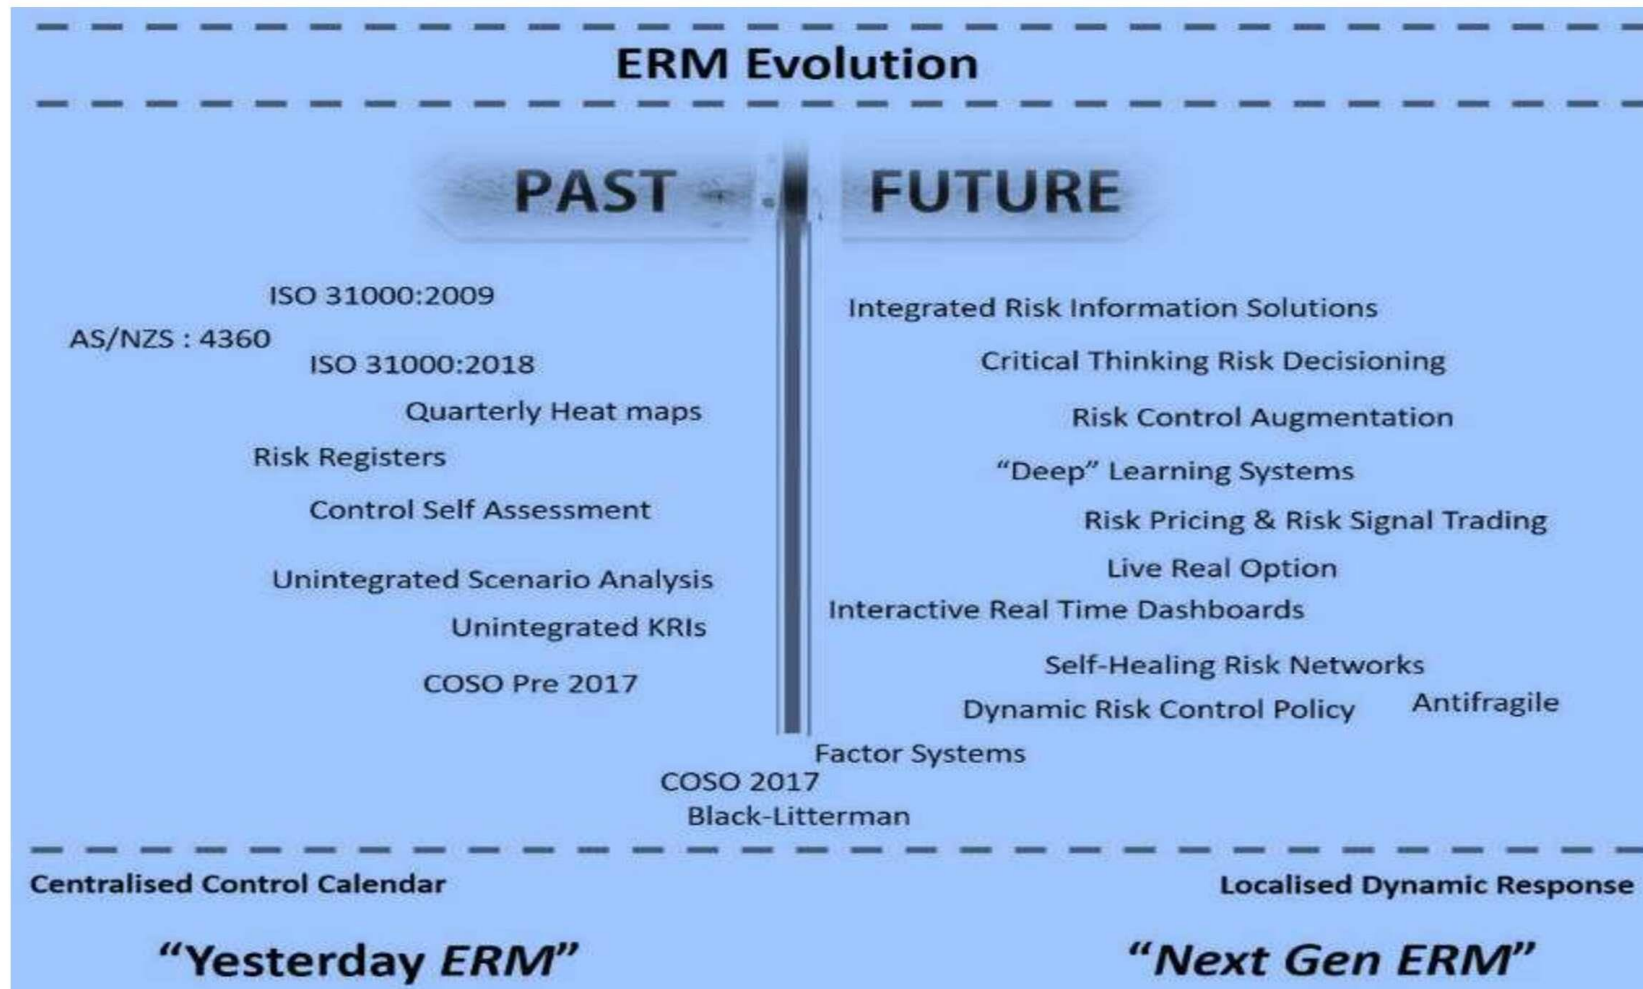 ERM Evolution
PAST
FUTURE
ISO 31000:2009
AS/NZS : 4360
ISO 31000:2018
Quarterly Heat maps
Risk Registers
Control Self Assessment
Unintegrated Scenario Analysis
Unintegrated KRIs
COSO Pre 2017
Integrated Risk Information Solutions
Critical Thinking Risk Decisioning
Risk Control Augmentation
“Deep” Learning Systems
Risk Pricing & Risk Signal Trading
Live Real Option
Interactive Real Time Dashboards
Self-Healing Risk Networks
Dynamic Risk Control Policy
Antifragile
Factor Systems
COSO 2017
Black-Litterman
Centralised Control Calendar
Localised Dynamic Response
“Yesterday ERM”
“Next Gen ERM”